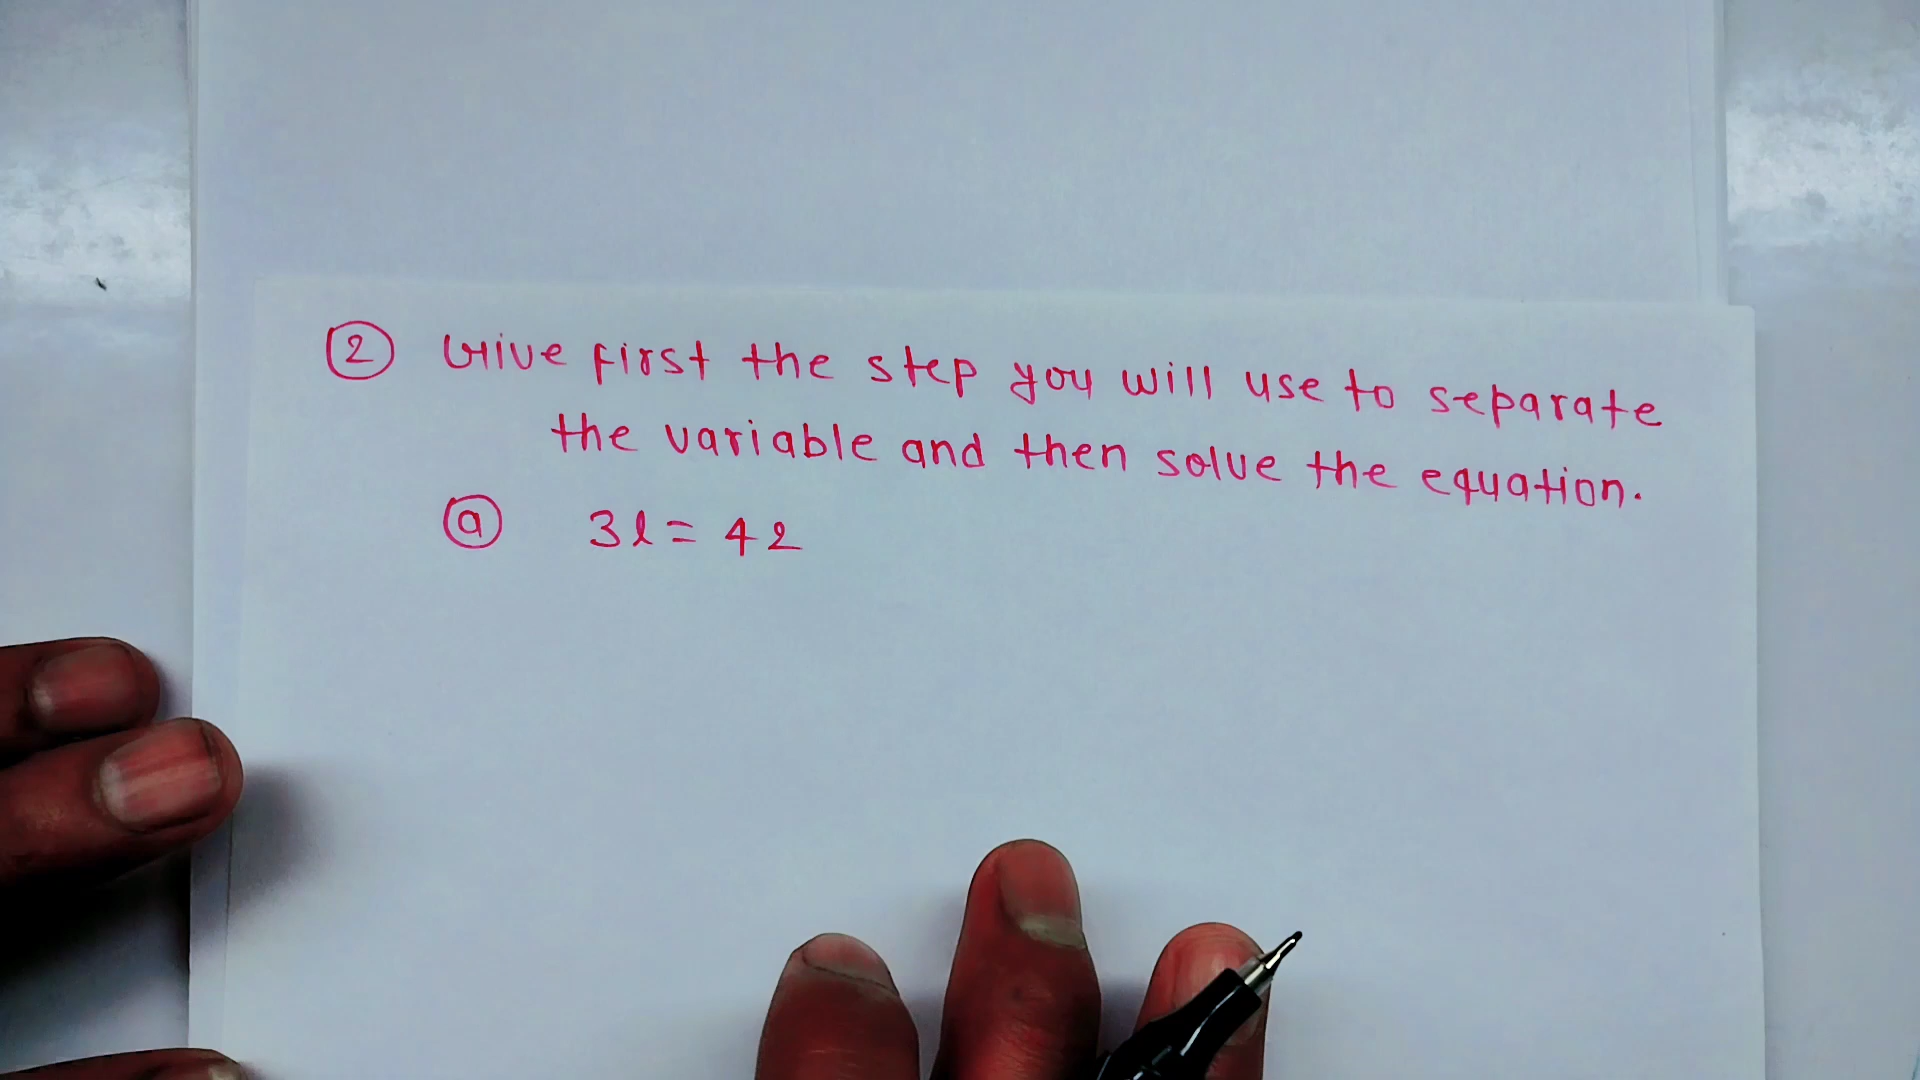 ② Give first the step you will use to separate
the variable and then solve the equation.
ⓐ 3l = 42